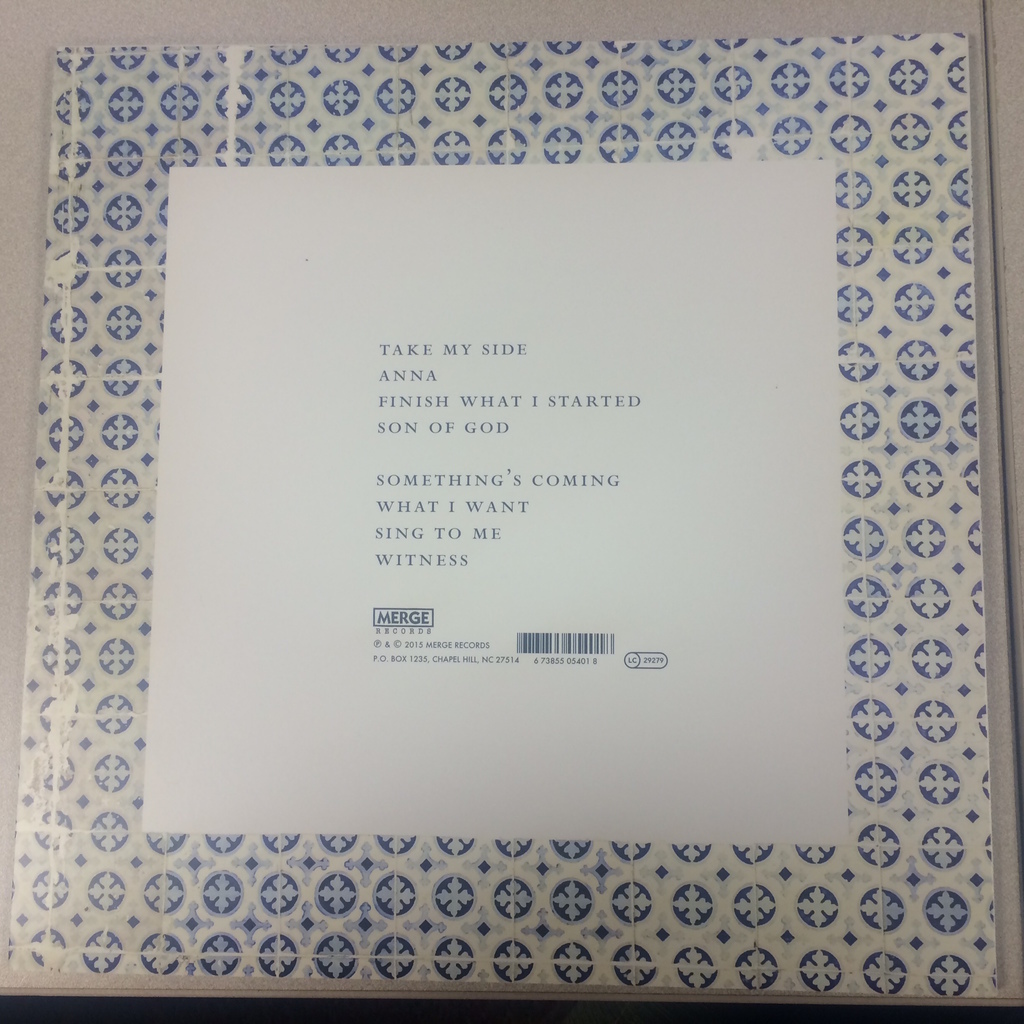 TAKE MY SIDE
ANNA
FINISH WHAT I STARTED
SON OF GOD
SOMETHING'S COMING
WHAT I WANT
SING TO ME
WITNESS
MERGE
RECORDS
℗ & © 2015 MERGE RECORDS
P.O. BOX 1235, CHAPEL HILL, NC 27514
6 73855 05401 8
LC 29279